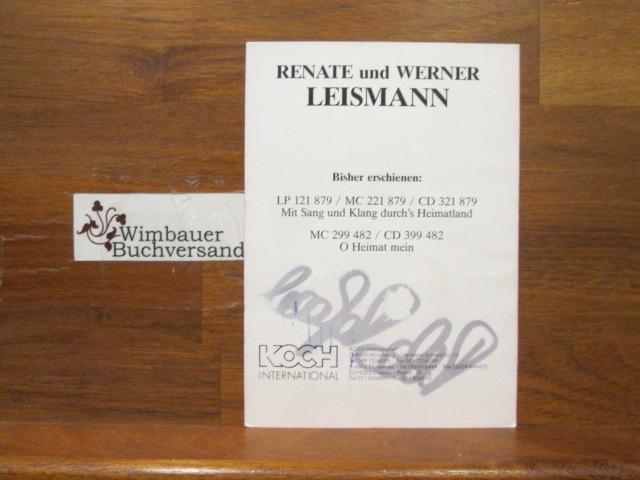 RENATE und WERNER
LEISMANN
Bisher erschienen:
LP 121 879 / MC 221 879 / CD 321 879
Mit Sang und Klang durch's Heimatland
MC 299 482 / CD 399 482
O Heimat mein
Wimbauer
Buchversand
KOCH
INTERNATIONAL
KOCH